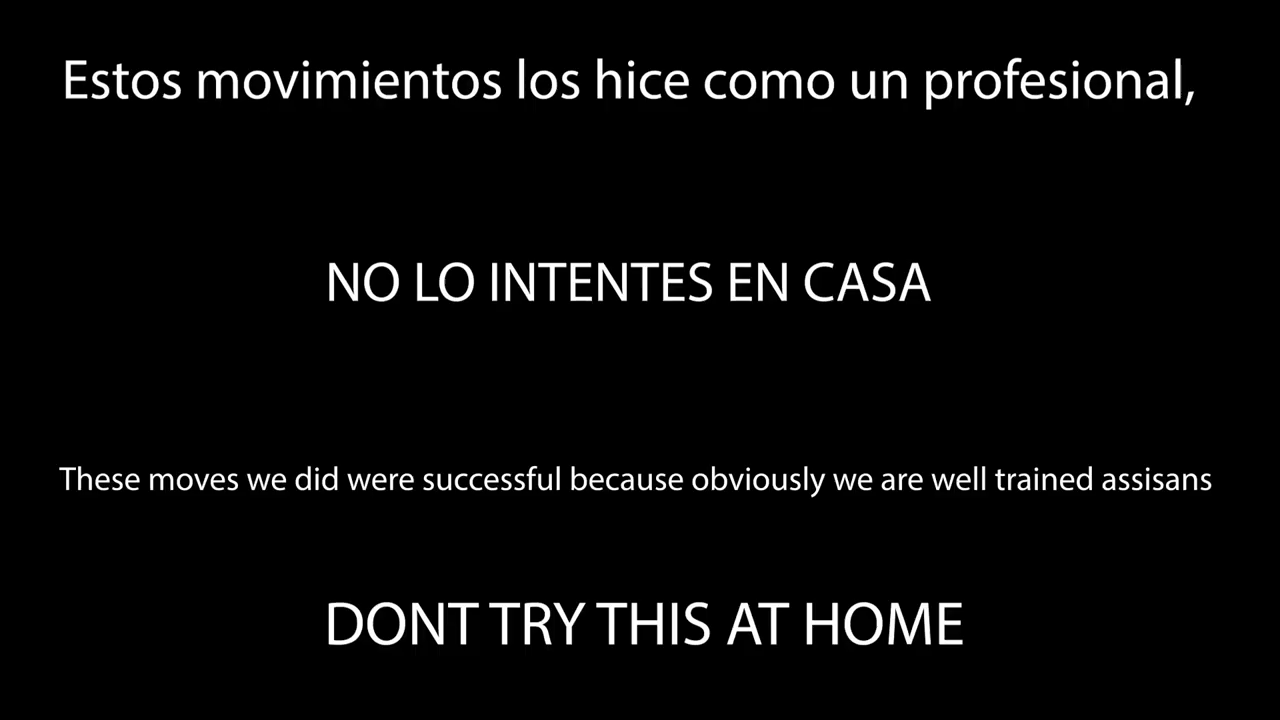 Estos movimientos los hice como un profesional,
NO LO INTENTES EN CASA
These moves we did were successful because obviously we are well trained assisans
DONT TRY THIS AT HOME